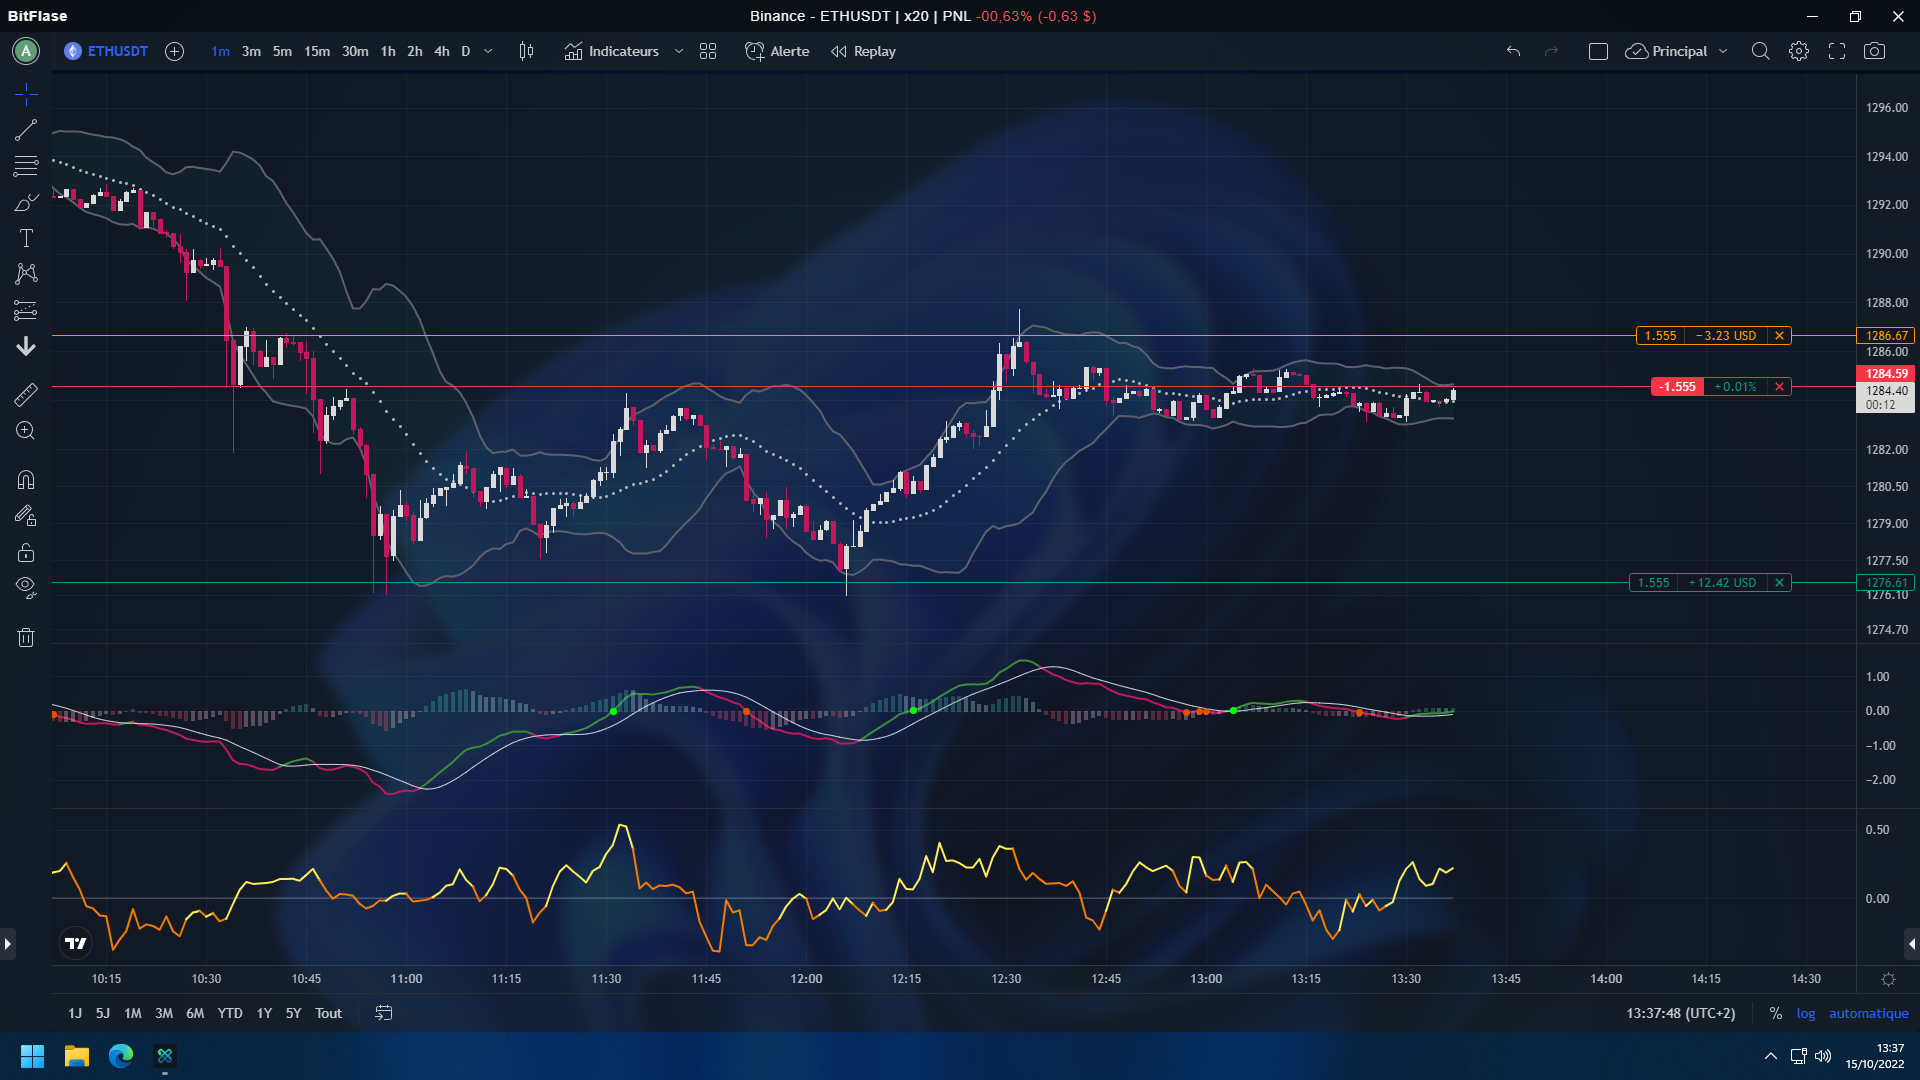 BitFlase
Binance - ETHUSDT | x20 | PNL -00,63% (-0,63 $)
A ETHUSDT 1m 3m 5m 15m 30m 1h 2h 4h D Indicateurs Alerte Replay Principal
T
1296.00
1294.00
1292.00
1290.00
1288.00
1.555 −3.23 USD × 1286.67
1286.00
1284.59
-1.555 +0.01% ×
1284.40
00:12
1282.00
1280.50
1279.00
1277.50
1.555 +12.42 USD × 1276.61
1276.10
1274.70
1.00
0.00
−1.00
−2.00
0.50
0.00
10:15 10:30 10:45 11:00 11:15 11:30 11:45 12:00 12:15 12:30 12:45 13:00 13:15 13:30 13:45 14:00 14:15 14:30
1J 5J 1M 3M 6M YTD 1Y 5Y Tout 13:37:48 (UTC+2) % log automatique
13:37
15/10/2022